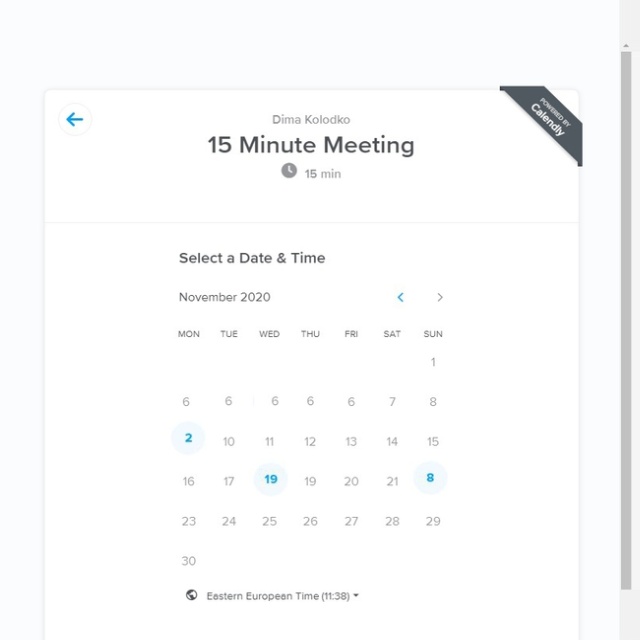 POWERED BY
Calendly
Dima Kolodko
15 Minute Meeting
15 min
Select a Date & Time
November 2020
MON TUE WED THU FRI SAT SUN
1
6 6 6 6 6 7 8
2 10 11 12 13 14 15
16 17 19 19 20 21 8
23 24 25 26 27 28 29
30
Eastern European Time (11:38)